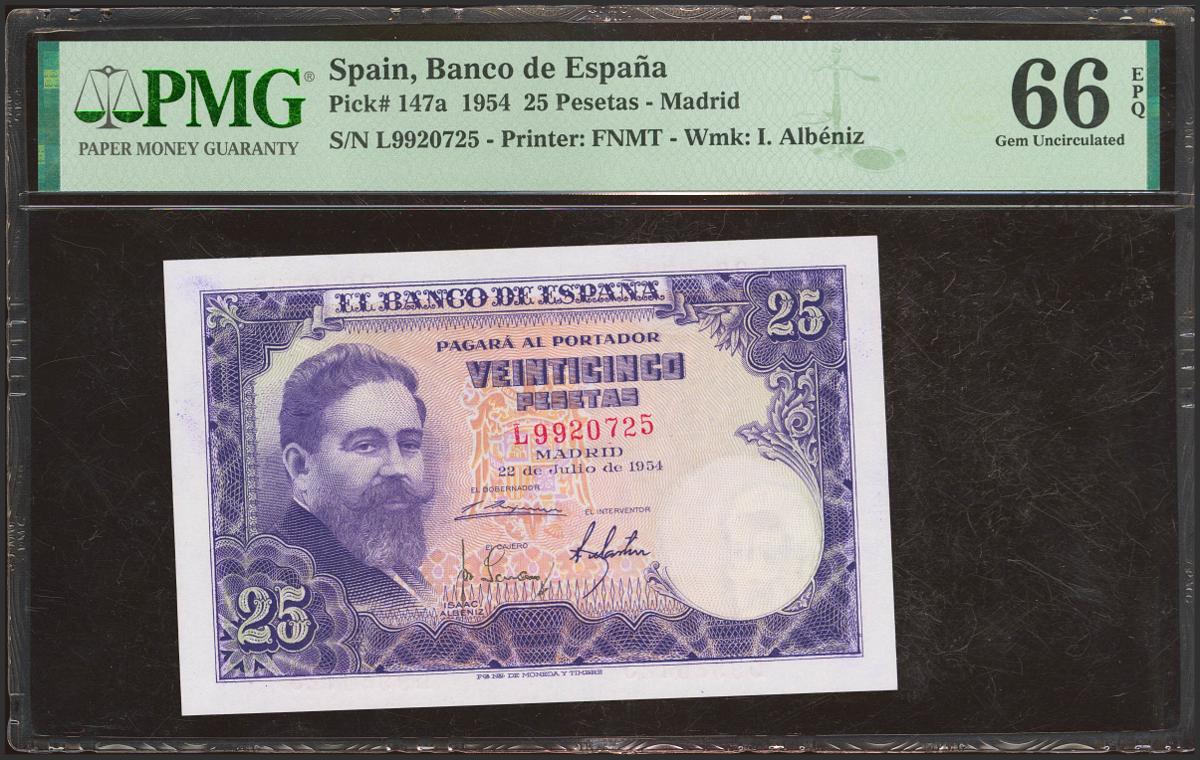 PMG®
PAPER MONEY GUARANTY
Spain, Banco de España
Pick# 147a 1954 25 Pesetas - Madrid
S/N L9920725 - Printer: FNMT - Wmk: I. Albéniz
66
EPQ
Gem Uncirculated
EL BANCO DE ESPAÑA
25
PAGARÁ AL PORTADOR
VEINTICINCO
PESETAS
L9920725
MADRID
22 de Julio de 1954
EL GOBERNADOR
EL INTERVENTOR
EL CAJERO
ISAAC
ALBENIZ
25
DE MONEDA Y TIMBRE